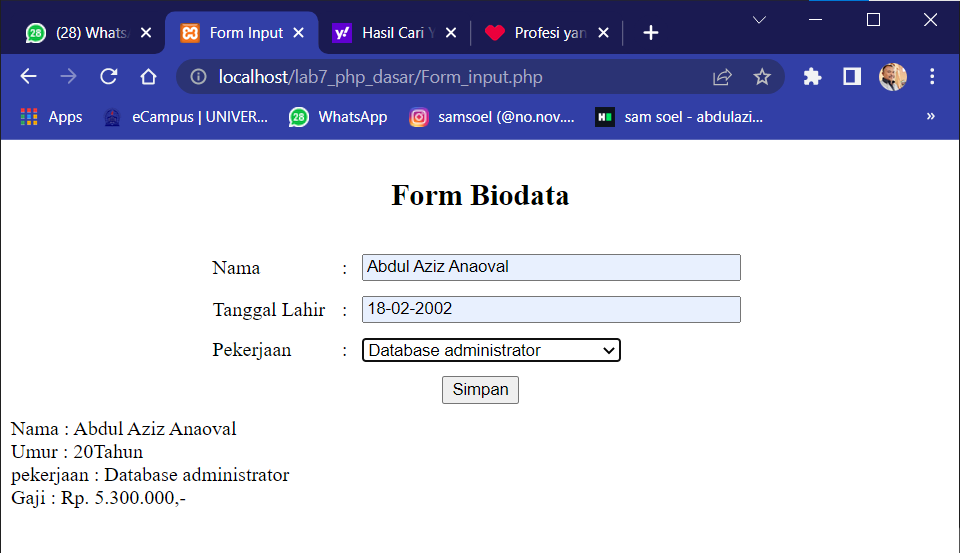 28 (28) Whats Form Input Hasil Cari Y Profesi yan
localhost/lab7_php_dasar/Form_input.php
Apps eCampus | UNIVER... 28 WhatsApp samsoel (@no.nov.... sam soel - abdulazi... »
Form Biodata
Nama : Abdul Aziz Anaoval
Tanggal Lahir : 18-02-2002
Pekerjaan : Database administrator
Simpan
Nama : Abdul Aziz Anaoval
Umur : 20Tahun
pekerjaan : Database administrator
Gaji : Rp. 5.300.000,-